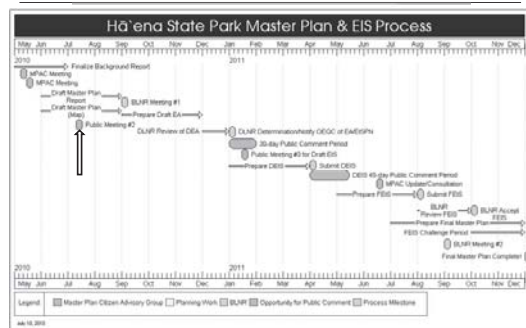 Hā`ena State Park Master Plan & EIS Process
May Jun Jul Aug Sep Oct Nov Dec Jan Feb Mar Apr May Jun Jul Aug Sep Oct Nov Dec
2010 2011
Finalize Background Report
MPAC Meeting
MPAC Meeting
Draft Master Plan
Report
BLNR Meeting #1
Draft Master Plan
(Map)
Prepare Draft EA
Public Meeting #2
DLNR Review of DEA
DLNR Determination/Notify OEQC of EA/EISPN
30-day Public Comment Period
Public Meeting #3 for Draft EIS
Prepare DEIS
Submit DEIS
DEIS 45-day Public Comment Period
MPAC Update/Consultation
Prepare FEIS
Submit FEIS
BLNR
Review FEIS
BLNR Accept
FEIS
Prepare Final Master Plan
FEIS Challenge Period
BLNR Meeting #2
Final Master Plan Complete
2010 2011
May Jun Jul Aug Sep Oct Nov Dec Jan Feb Mar Apr May Jun Jul Aug Sep Oct Nov Dec
Legend Master Plan Citizen Advisory Group Planning Work BLNR Opportunity for Public Comment Process Milestone